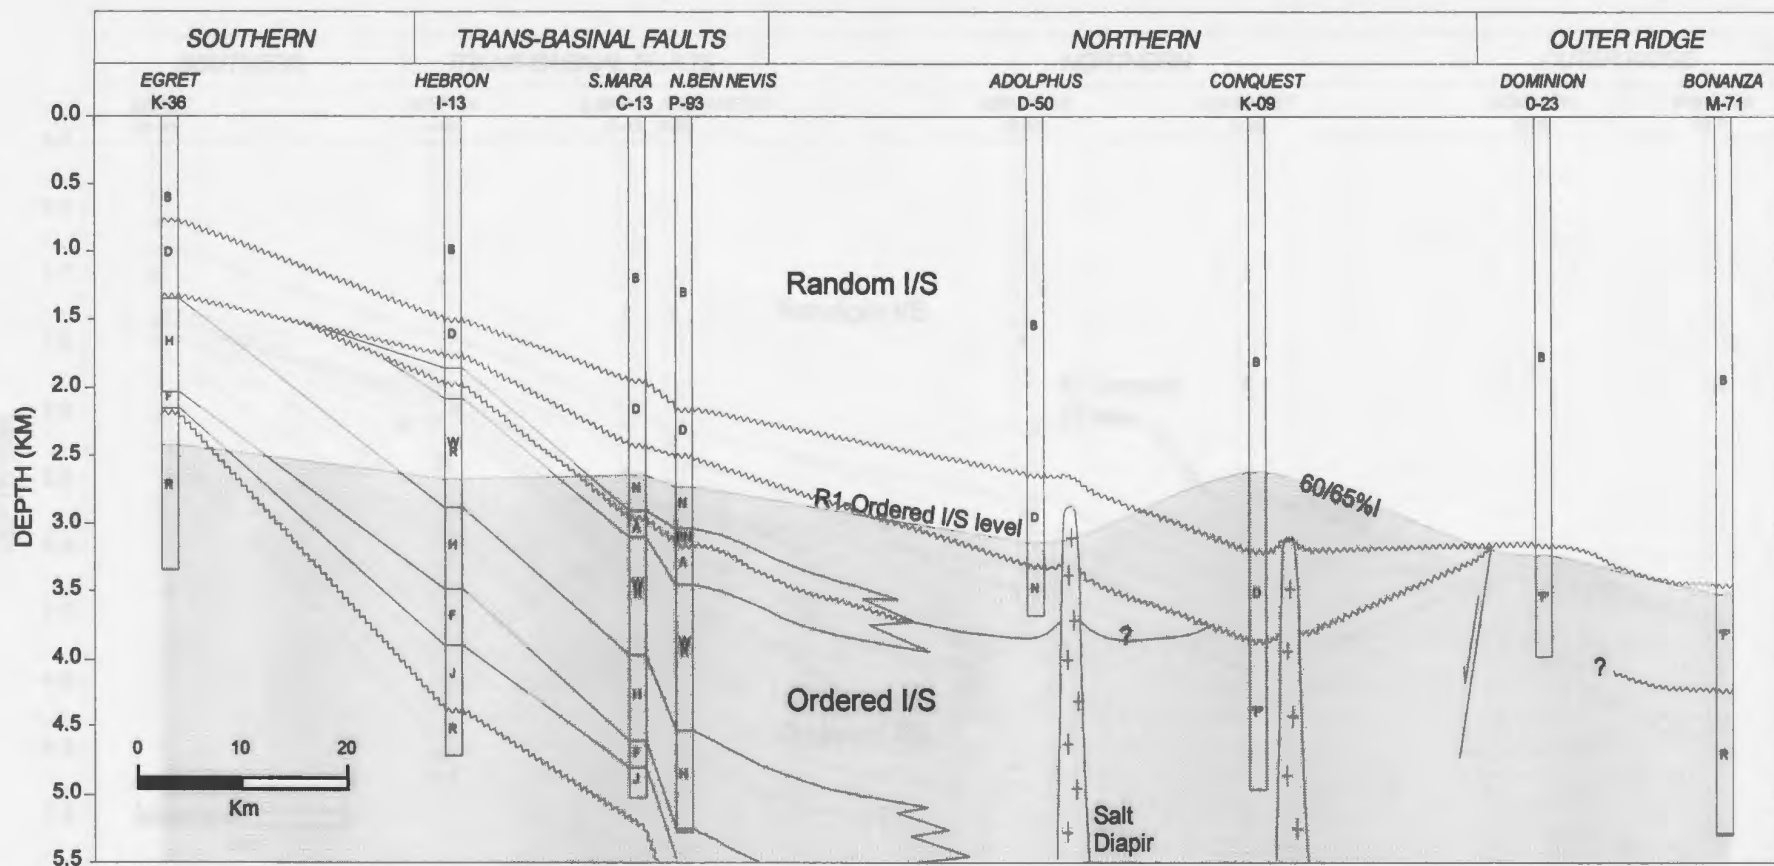 SOUTHERN TRANS-BASINAL FAULTS NORTHERN OUTER RIDGE
EGRET HEBRON S.MARA N.BEN NEVIS ADOLPHUS CONQUEST DOMINION BONANZA
K-36 I-13 C-13 P-93 D-50 K-09 0-23 M-71
DEPTH (KM)
0.0
0.5
1.0
1.5
2.0
2.5
3.0
3.5
4.0
4.5
5.0
5.5
B
D
H
F
R
B
D
W
R
H
F
J
R
B
D
N
A
H
F
J
B
D
N
A
H
B
D
N
B
D
P
B
P
B
P
R
Random I/S
R1-Ordered I/S level
60/65%I
Ordered I/S
?
?
Salt
Diapir
0 10 20
Km